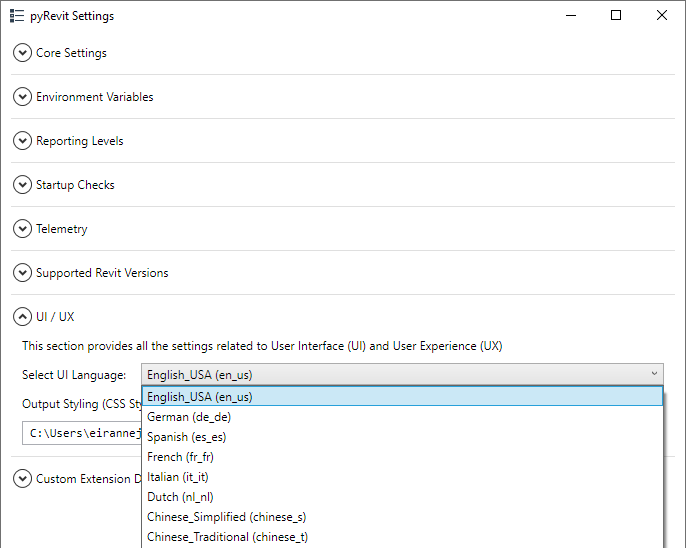 pyRevit Settings
Core Settings
Environment Variables
Reporting Levels
Startup Checks
Telemetry
Supported Revit Versions
UI / UX
This section provides all the settings related to User Interface (UI) and User Experience (UX)
Select UI Language: English_USA (en_us)
English_USA (en_us)
Output Styling (CSS Sty
German (de_de)
Spanish (es_es)
C:\Users\eirannej
French (fr_fr)
Italian (it_it)
Custom Extension D
Dutch (nl_nl)
Chinese_Simplified (chinese_s)
Chinese_Traditional (chinese_t)